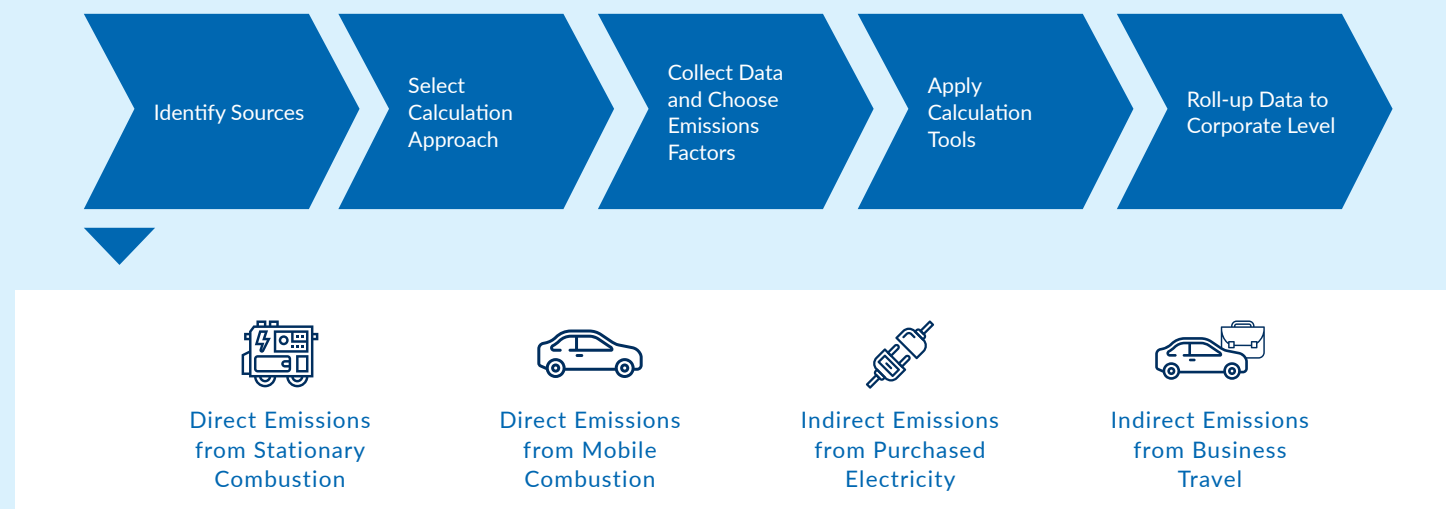 Identify Sources
Select
Calculation
Approach
Collect Data
and Choose
Emissions
Factors
Apply
Calculation
Tools
Roll-up Data to
Corporate Level
Direct Emissions
from Stationary
Combustion
Direct Emissions
from Mobile
Combustion
Indirect Emissions
from Purchased
Electricity
Indirect Emissions
from Business
Travel